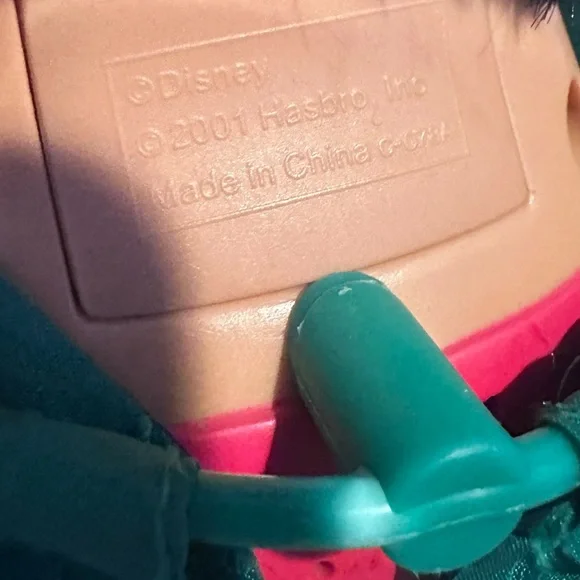 © Disney
© 2001 Hasbro, Inc
Made in China